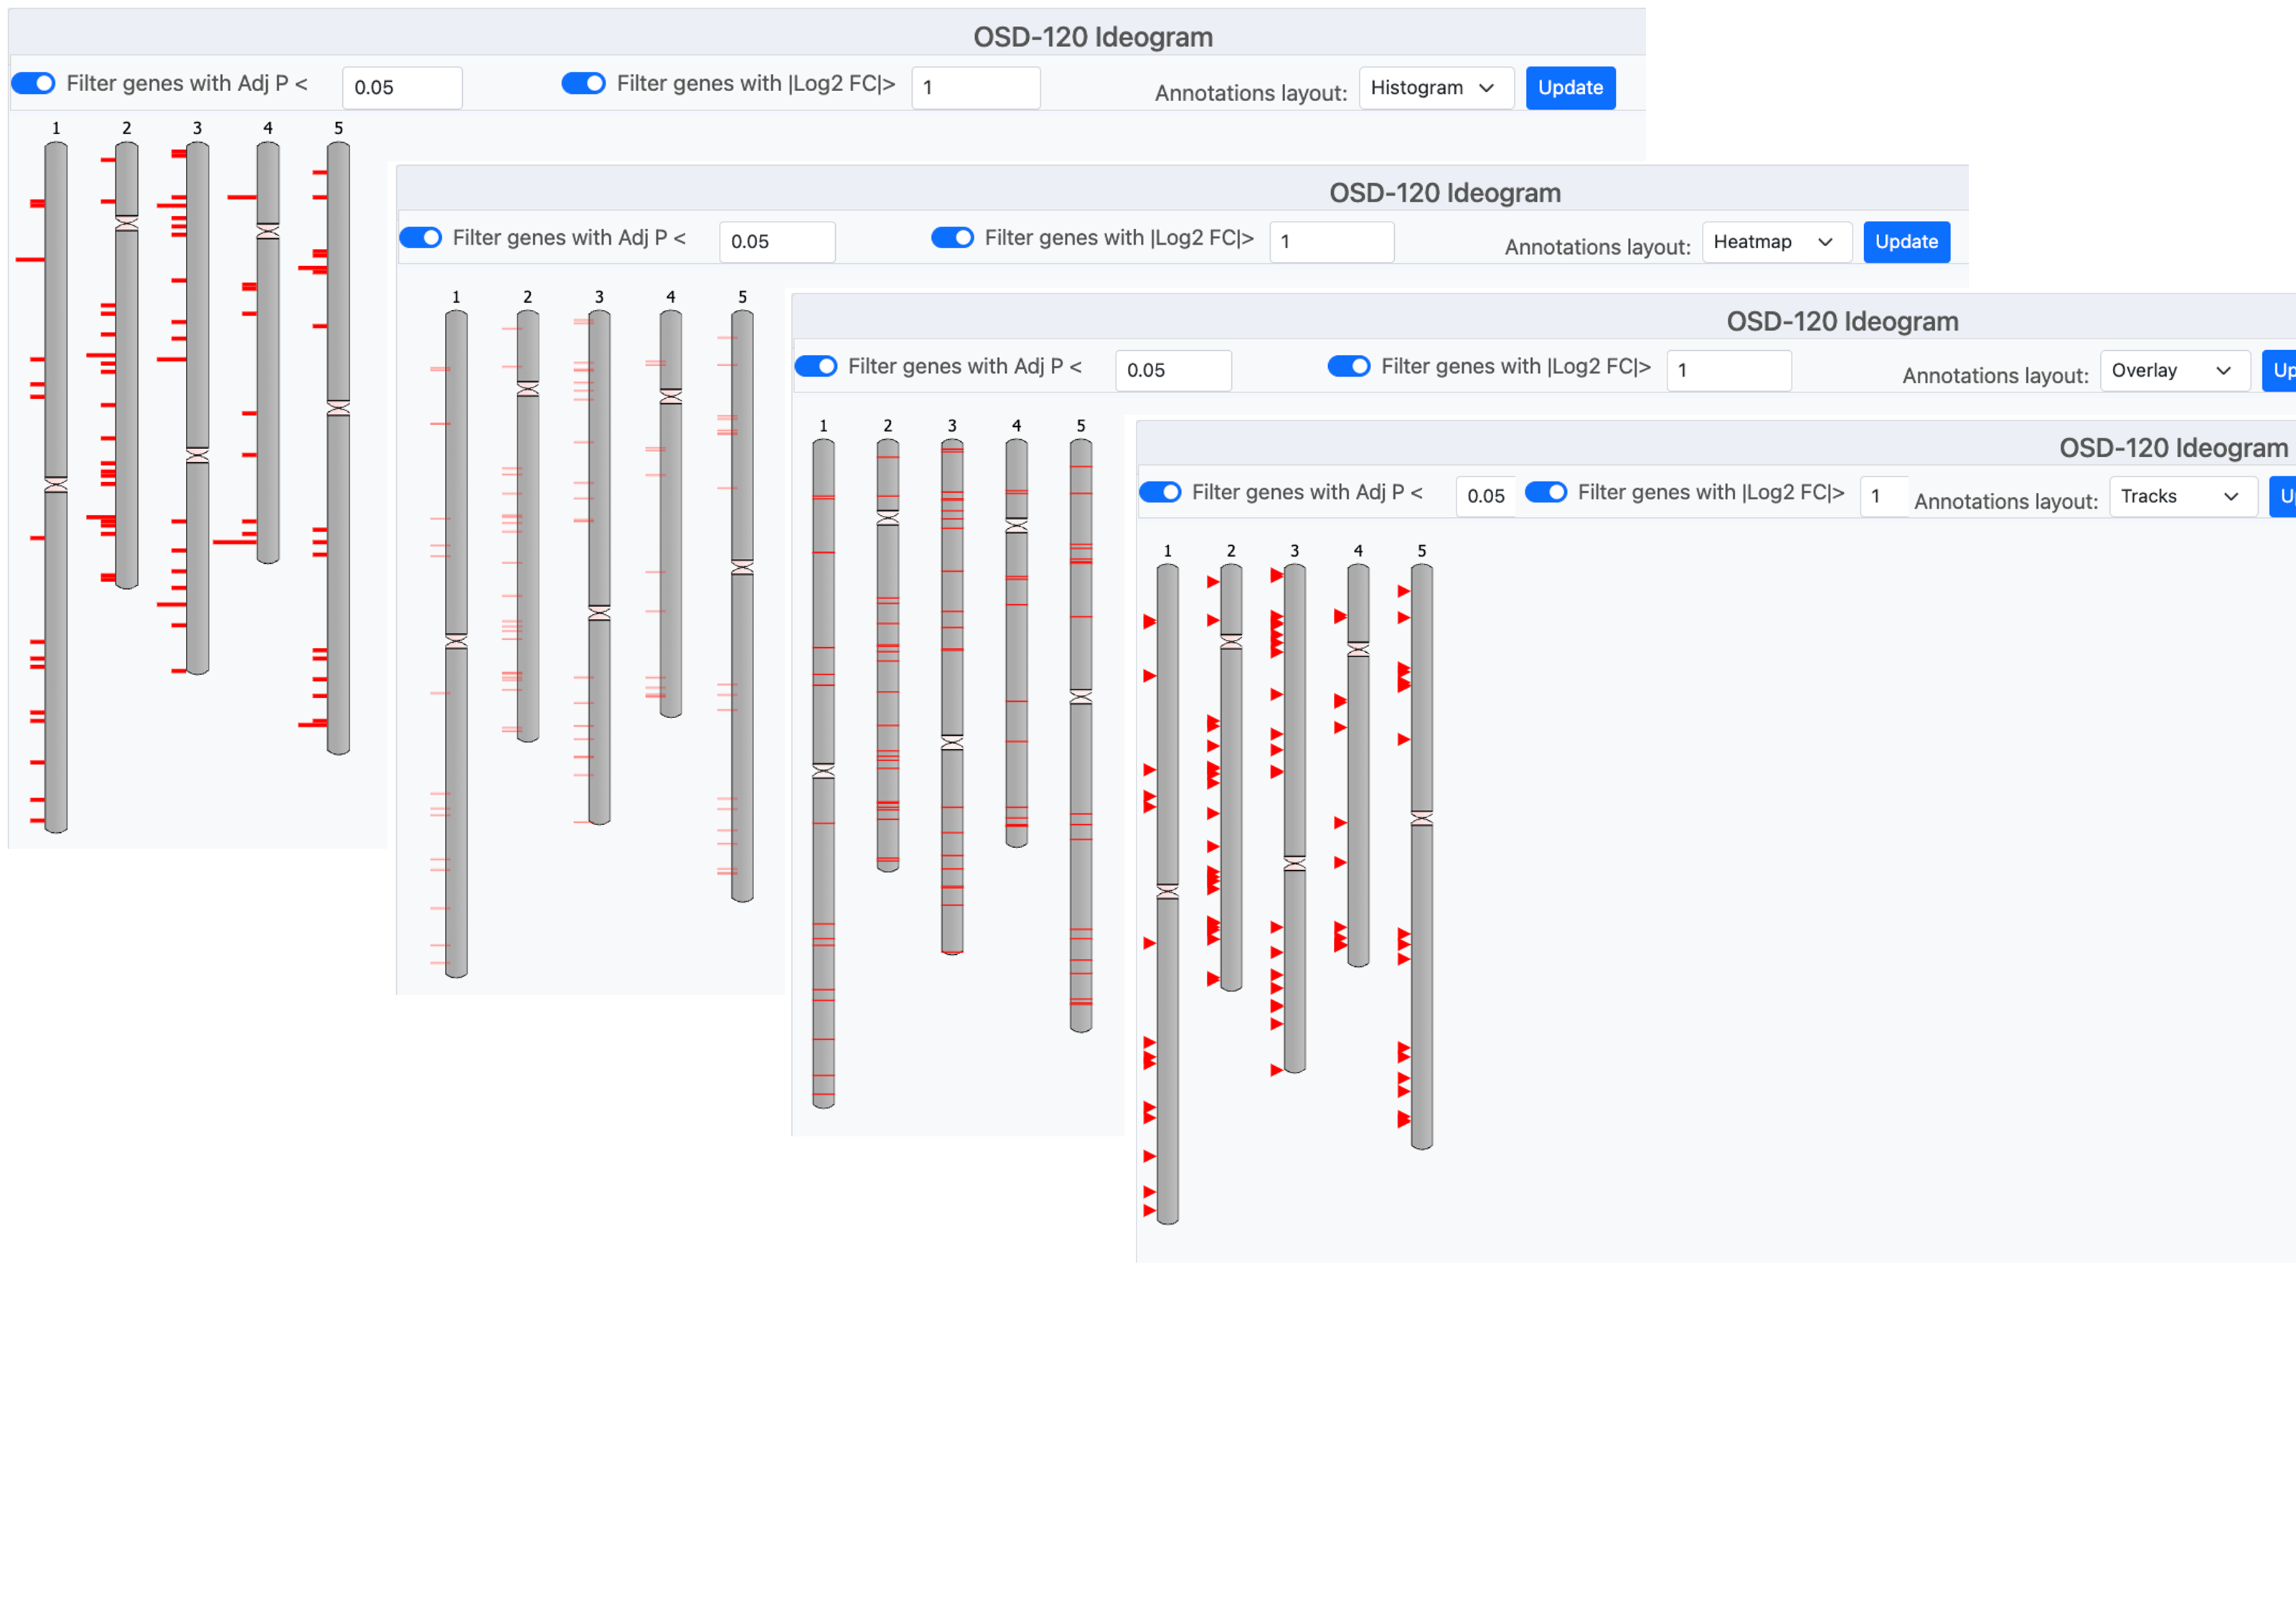 OSD-120 Ideogram
Filter genes with Adj P < 0.05 Filter genes with |Log2 FC|> 1 Annotations layout: Histogram Update
1 2 3 4 5
OSD-120 Ideogram
Filter genes with Adj P < 0.05 Filter genes with |Log2 FC|> 1 Annotations layout: Heatmap Update
1 2 3 4 5
OSD-120 Ideogram
Filter genes with Adj P < 0.05 Filter genes with |Log2 FC|> 1 Annotations layout: Overlay Up
1 2 3 4 5
OSD-120 Ideogram
Filter genes with Adj P < 0.05 Filter genes with |Log2 FC|> 1 Annotations layout: Tracks
1 2 3 4 5